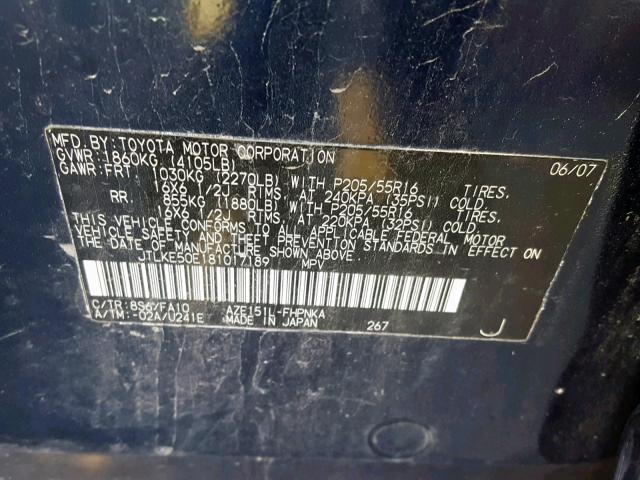 MFD.BY:TOYOTA MOTOR CORPORATION 06/07
GVWR:1860KG (4105LB)
GAWR:FRT 1030KG (2270LB) WITH P205/55R16 TIRES,
16X6 1/2J RIMS, AT 240KPA (35PSI) COLD.
RR. 855KG (1880LB) WITH P205/55R16 TIRES,
16X6 1/2J RIMS, AT 220KPA (32PSI) COLD.
THIS VEHICLE CONFORMS TO ALL APPLICABLE FEDERAL MOTOR
VEHICLE SAFETY AND STANDARDS IN EFFECT ON
THE DATE OF MANUFACTURE SHOWN ABOVE.
JTLKE50E181017189 MPV
C/TR:8S6/FA10 AZE151L-FHPNKA
A/TM:-02A/U241E MADE IN JAPAN 267 J